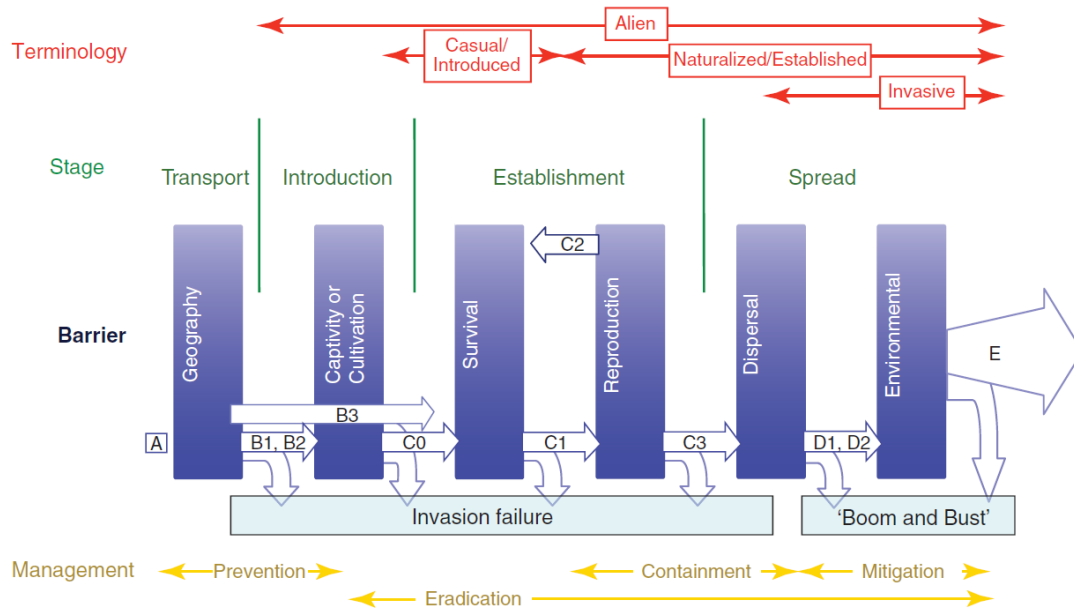 Alien
Terminology
Casual/
Introduced
Naturalized/Established
Invasive
Stage
Transport
Introduction
Establishment
Spread
Barrier
Geography
Captivity or
Cultivation
Survival
Reproduction
Dispersal
Environmental
C2
E
B3
A
B1, B2
C0
C1
C3
D1, D2
Invasion failure
‘Boom and Bust’
Management
Prevention
Containment
Mitigation
Eradication